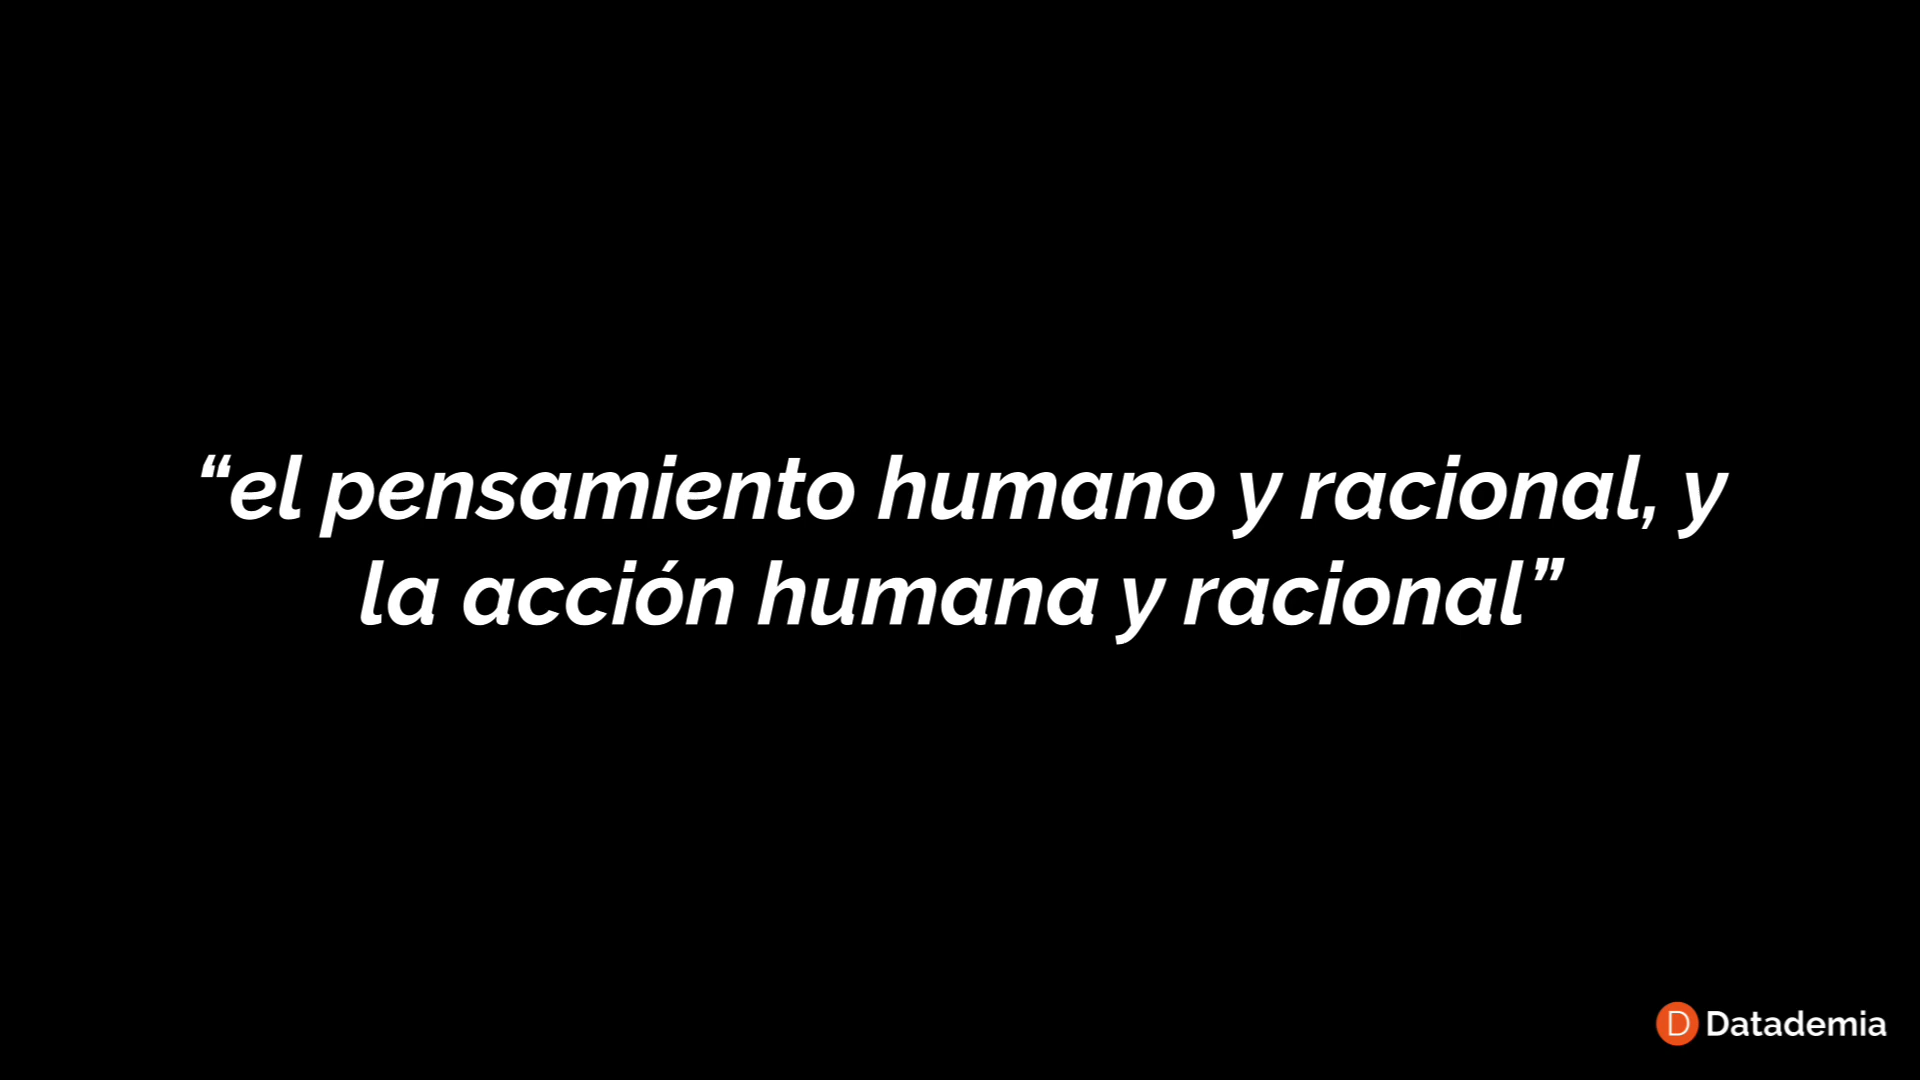 “el pensamiento humano y racional, y
la acción humana y racional”
D Datademia